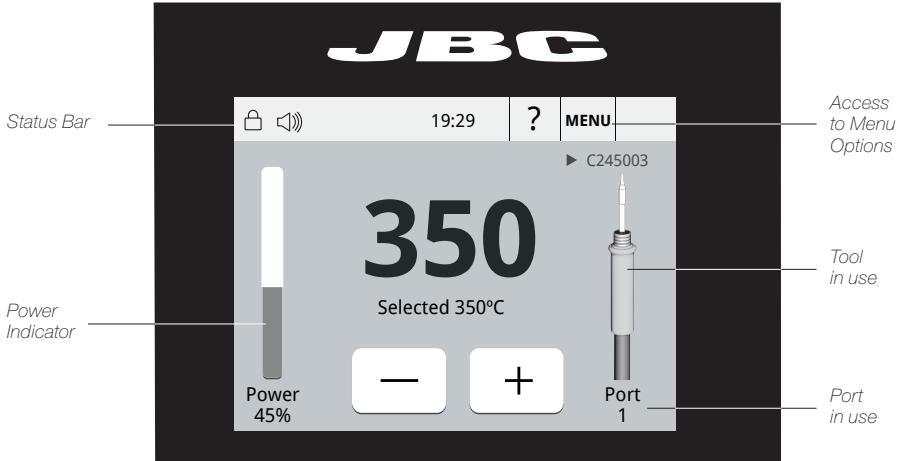 JBC
Status Bar
19:29
?
MENU
Access
to Menu
Options
C245003
350
Selected 350ºC
Tool
in use
Power
Indicator
Power
45%
Port
1
Port
in use